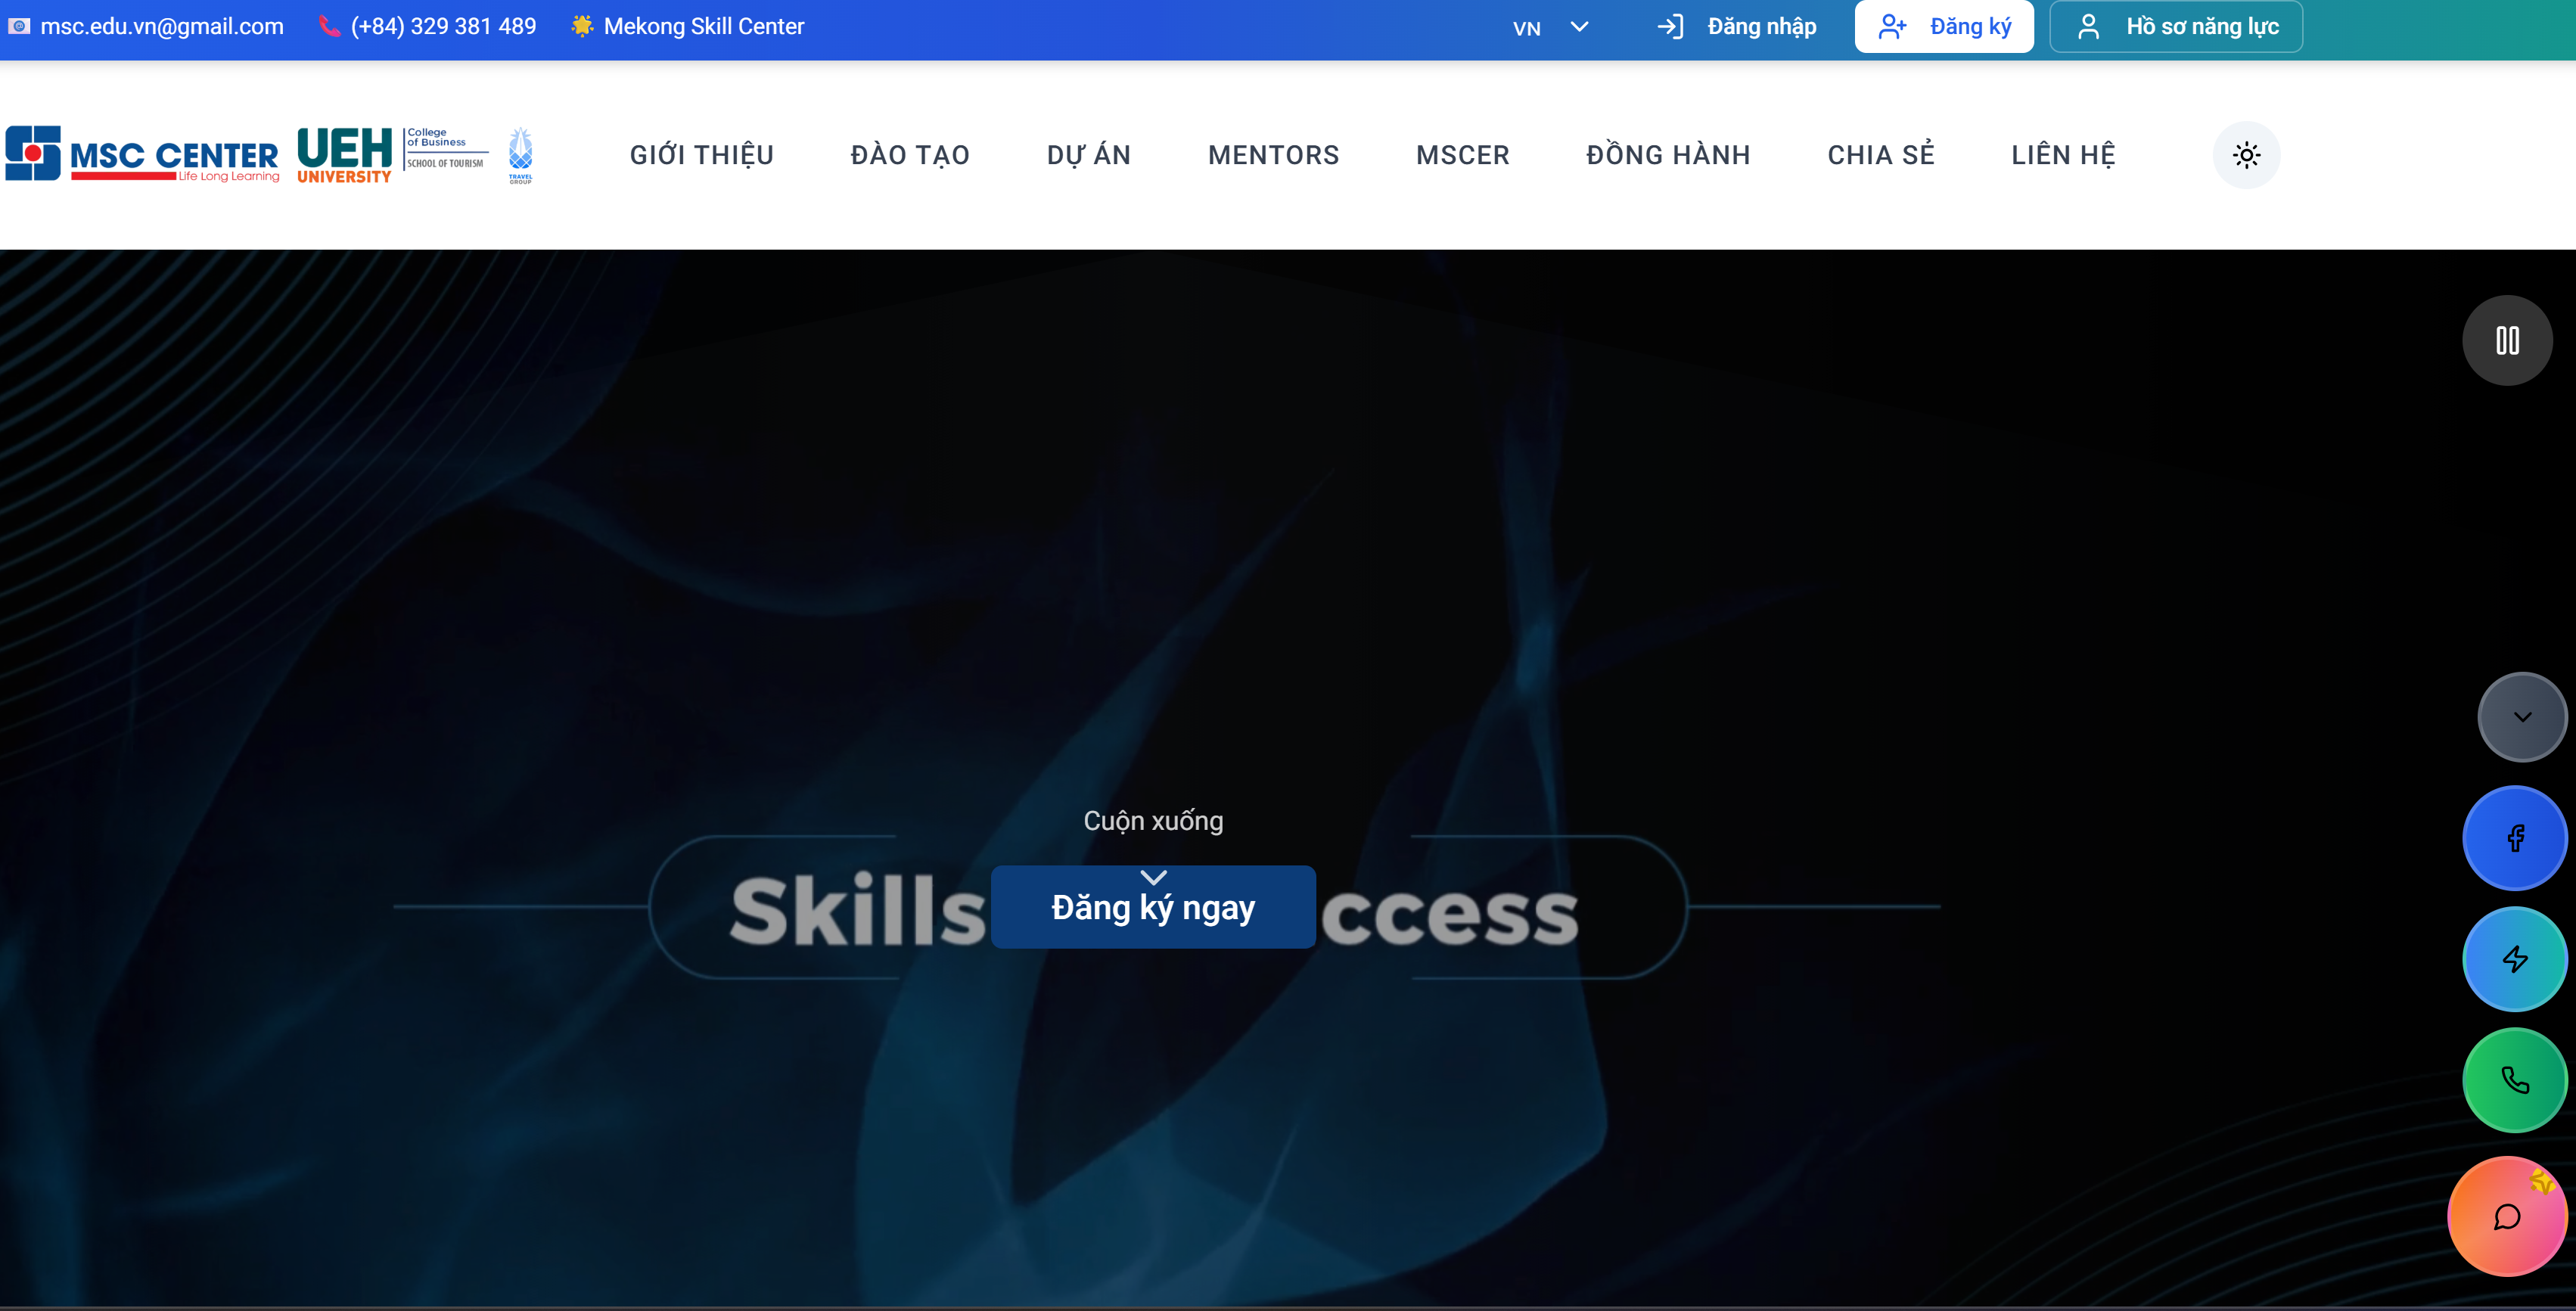 msc.edu.vn@gmail.com
(+84) 329 381 489
Mekong Skill Center
VN
Đăng nhập
Đăng ký
Hồ sơ năng lực
MSC CENTER
Life Long Learning
UEH
UNIVERSITY
College
of Business
SCHOOL OF TOURISM
TRAVEL
GROUP
GIỚI THIỆU
ĐÀO TẠO
DỰ ÁN
MENTORS
MSCER
ĐỒNG HÀNH
CHIA SẺ
LIÊN HỆ
Cuộn xuống
Skills
Đăng ký ngay
ccess